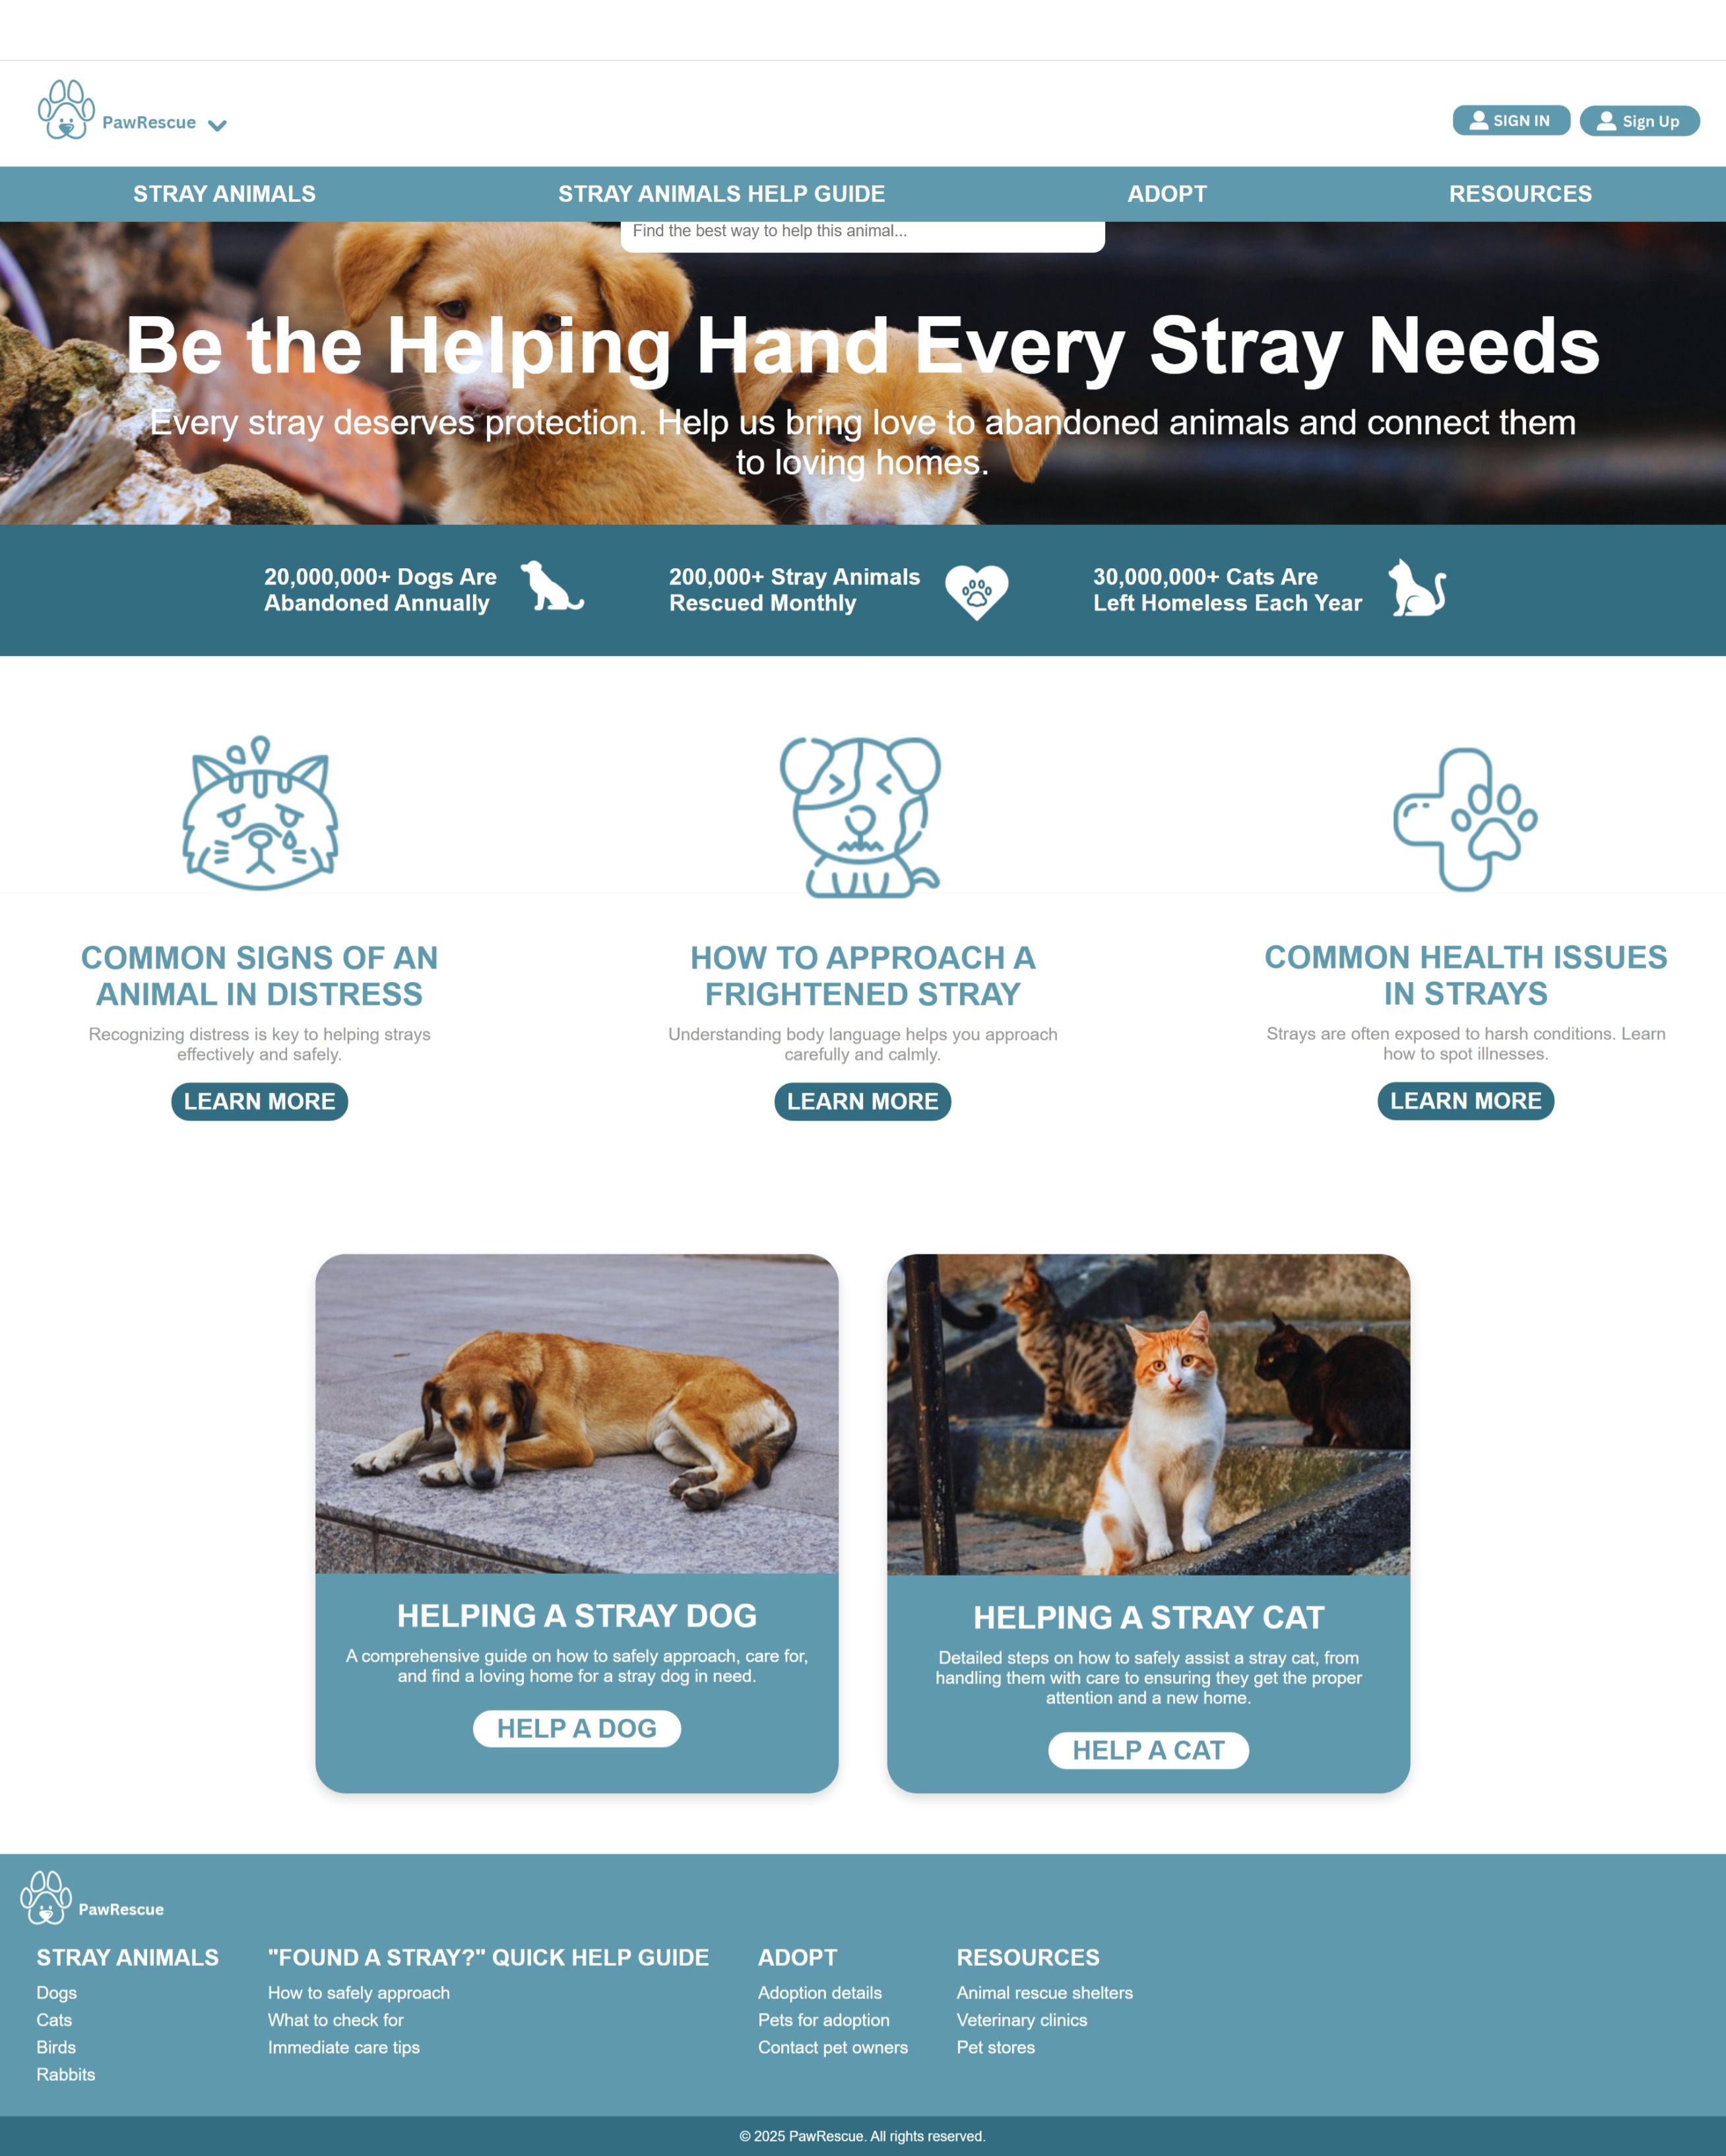 PawRescue
SIGN IN
Sign Up
STRAY ANIMALS
STRAY ANIMALS HELP GUIDE
ADOPT
RESOURCES
Find the best way to help this animal...
Be the Helping Hand Every Stray Needs
Every stray deserves protection. Help us bring love to abandoned animals and connect them
to loving homes.
20,000,000+ Dogs Are
Abandoned Annually
200,000+ Stray Animals
Rescued Monthly
30,000,000+ Cats Are
Left Homeless Each Year
COMMON SIGNS OF AN
ANIMAL IN DISTRESS
Recognizing distress is key to helping strays
effectively and safely.
LEARN MORE
HOW TO APPROACH A
FRIGHTENED STRAY
Understanding body language helps you approach
carefully and calmly.
LEARN MORE
COMMON HEALTH ISSUES
IN STRAYS
Strays are often exposed to harsh conditions. Learn
how to spot illnesses.
LEARN MORE
HELPING A STRAY DOG
A comprehensive guide on how to safely approach, care for,
and find a loving home for a stray dog in need.
HELP A DOG
HELPING A STRAY CAT
Detailed steps on how to safely assist a stray cat, from
handling them with care to ensuring they get the proper
attention and a new home.
HELP A CAT
PawRescue
STRAY ANIMALS
Dogs
Cats
Birds
Rabbits
"FOUND A STRAY?" QUICK HELP GUIDE
How to safely approach
What to check for
Immediate care tips
ADOPT
Adoption details
Pets for adoption
Contact pet owners
RESOURCES
Animal rescue shelters
Veterinary clinics
Pet stores
© 2025 PawRescue. All rights reserved.